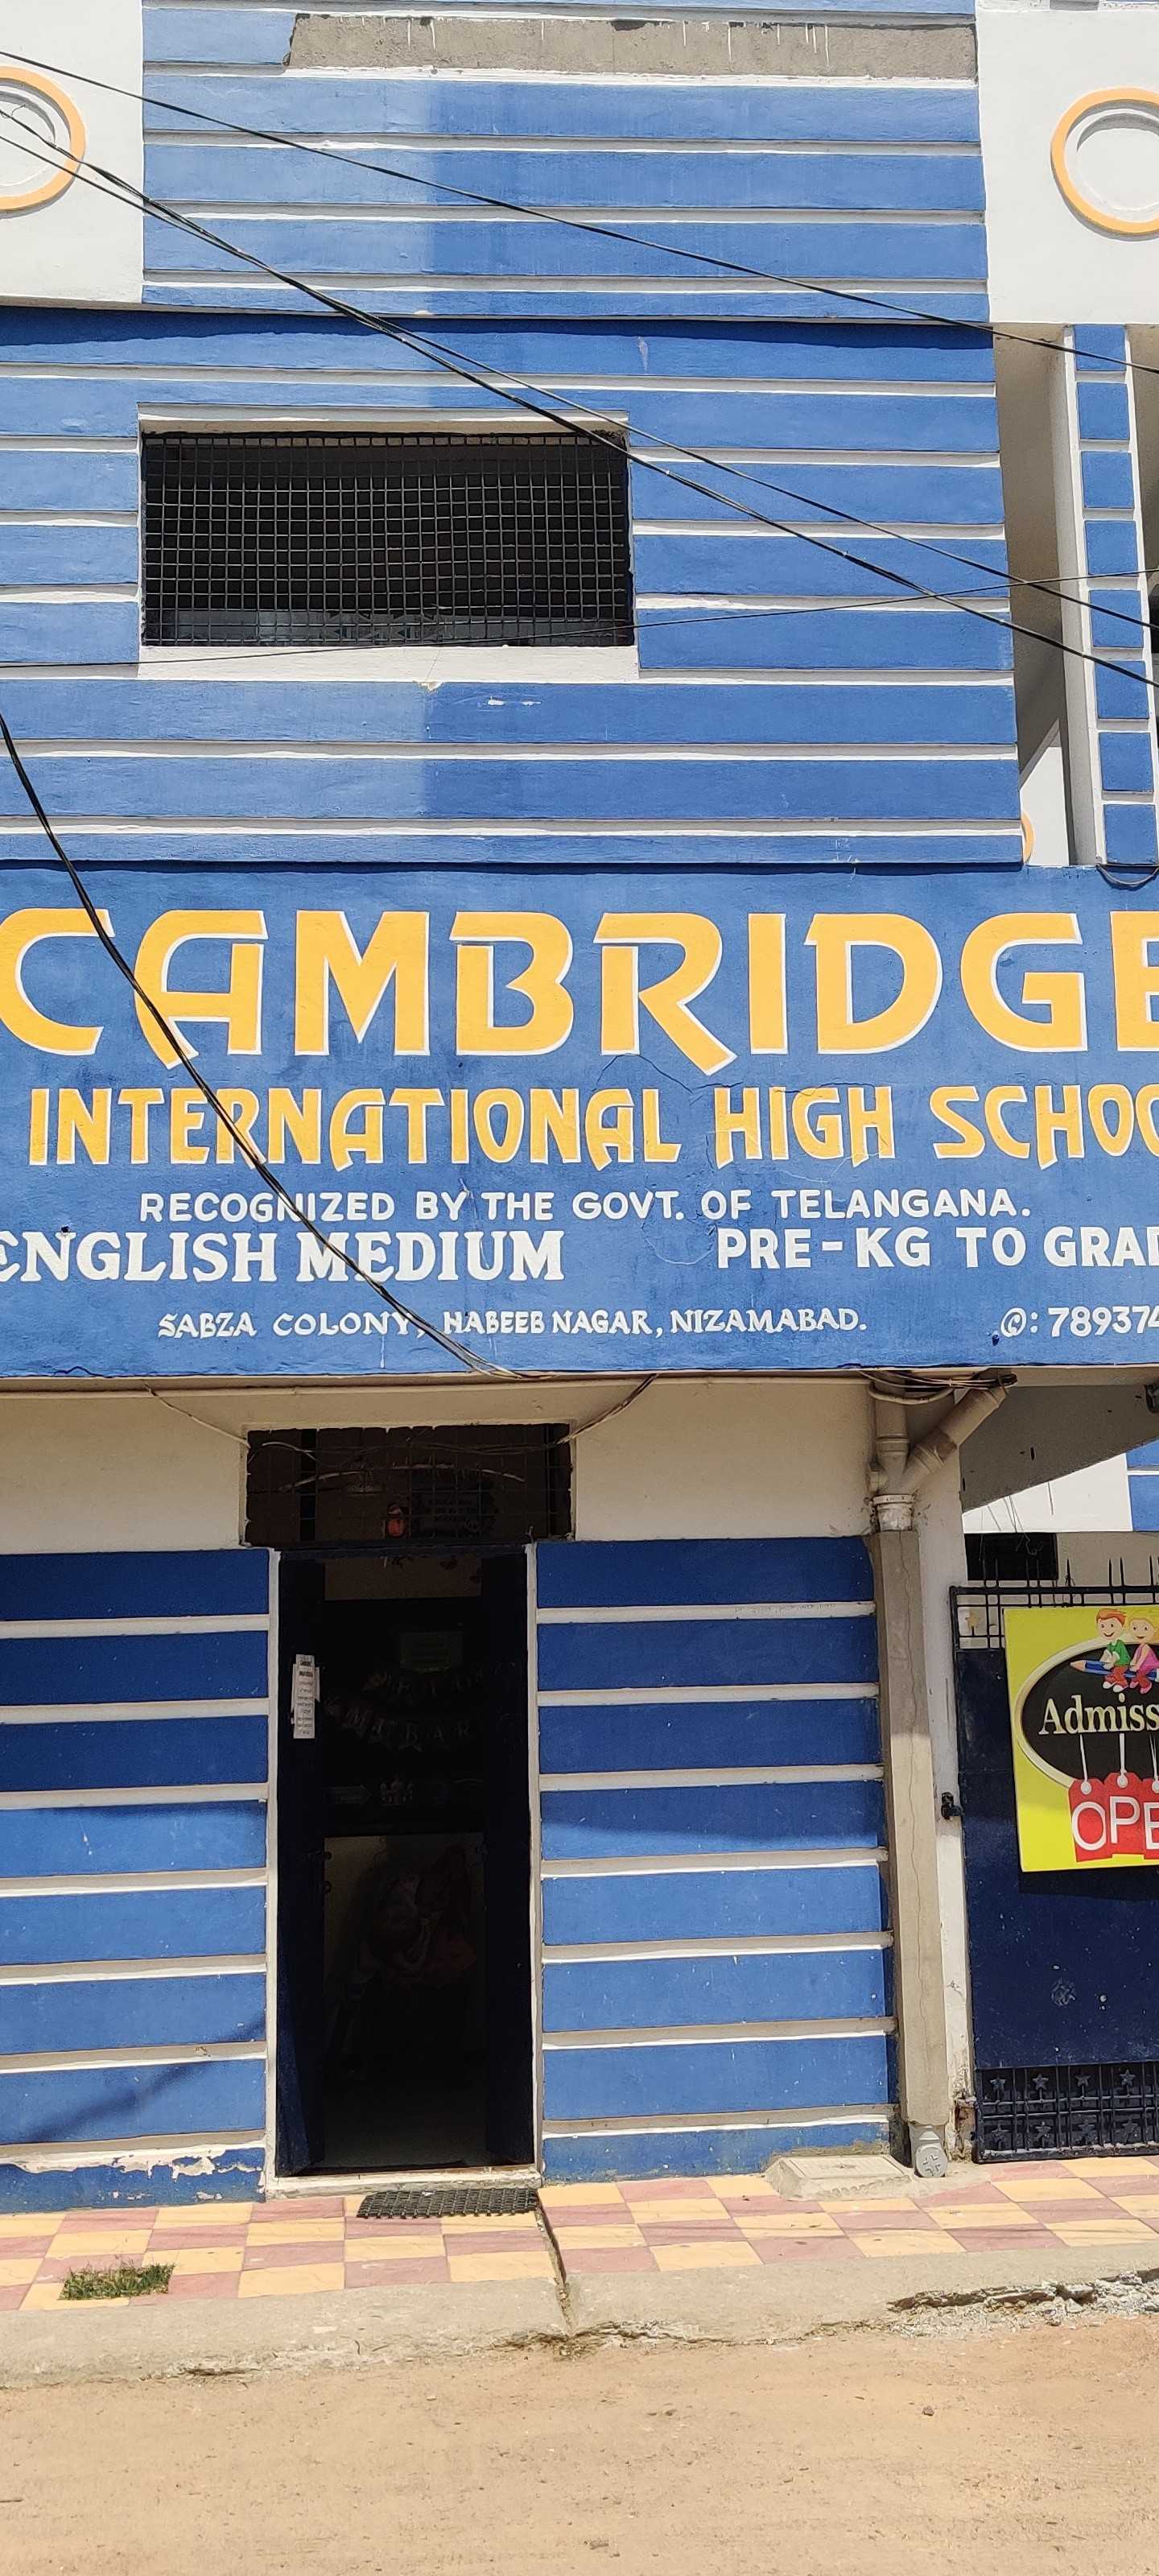 CAMBRIDGE
INTERNATIONAL HIGH SCHOO
RECOGNIZED BY THE GOVT. OF TELANGANA.
ENGLISH MEDIUM PRE-KG TO GRAD
SABZA COLONY, HABEEB NAGAR, NIZAMABAD. ✆: 789374
Admiss
OPE